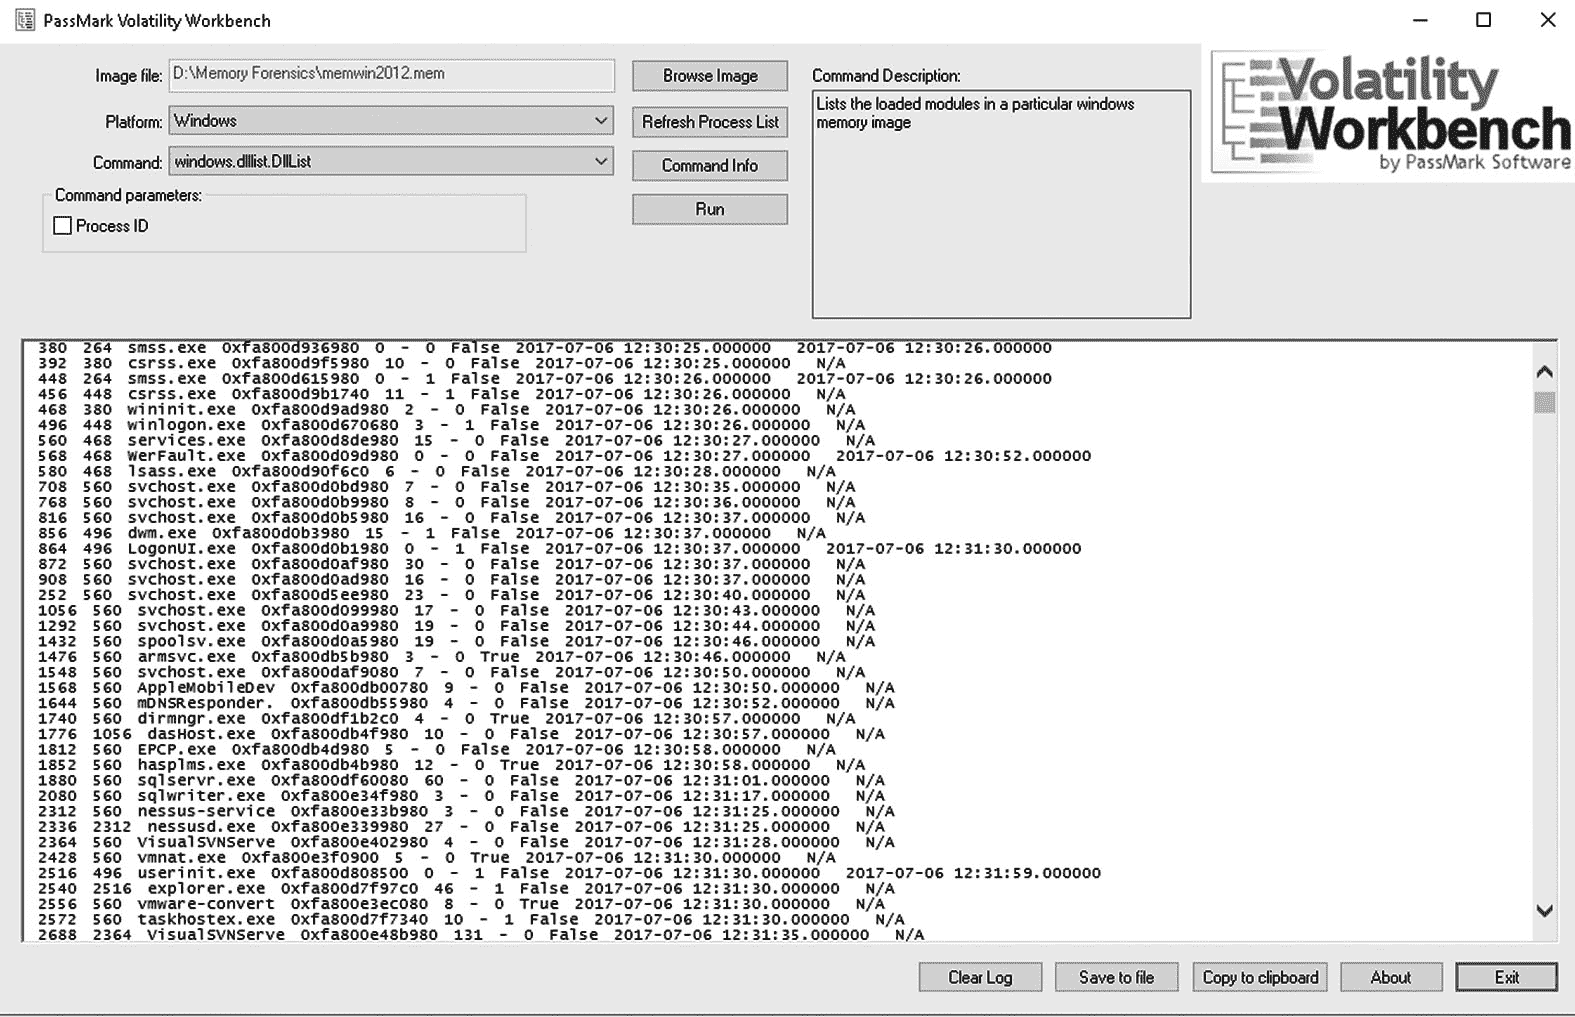 PassMark Volatility Workbench
Image file: D:\Memory Forensics\memwin2012.mem Browse Image
Platform: Windows Refresh Process List
Command: windows.dlllist.DllList Command Info
Command parameters:
Process ID
Run
Command Description:
Lists the loaded modules in a particular windows
memory image
Volatility
Workbench
by PassMark Software
380 264 smss.exe 0xfa800d936980 0 - 0 False 2017-07-06 12:30:25.000000 2017-07-06 12:30:26.000000
392 380 csrss.exe 0xfa800d9f5980 10 - 0 False 2017-07-06 12:30:25.000000 N/A
448 264 smss.exe 0xfa800d615980 0 - 1 False 2017-07-06 12:30:26.000000 2017-07-06 12:30:26.000000
456 448 csrss.exe 0xfa800d9b1740 11 - 1 False 2017-07-06 12:30:26.000000 N/A
468 380 wininit.exe 0xfa800d9ad980 2 - 0 False 2017-07-06 12:30:26.000000 N/A
496 448 winlogon.exe 0xfa800d670680 3 - 1 False 2017-07-06 12:30:26.000000 N/A
560 468 services.exe 0xfa800d8de980 15 - 0 False 2017-07-06 12:30:27.000000 N/A
568 468 WerFault.exe 0xfa800d09d980 0 - 0 False 2017-07-06 12:30:27.000000 2017-07-06 12:30:52.000000
580 468 lsass.exe 0xfa800d90f6c0 6 - 0 False 2017-07-06 12:30:28.000000 N/A
708 560 svchost.exe 0xfa800d0bd980 7 - 0 False 2017-07-06 12:30:35.000000 N/A
768 560 svchost.exe 0xfa800d0b9980 8 - 0 False 2017-07-06 12:30:36.000000 N/A
816 560 svchost.exe 0xfa800d0b5980 16 - 0 False 2017-07-06 12:30:37.000000 N/A
856 496 dwm.exe 0xfa800d0b3980 15 - 1 False 2017-07-06 12:30:37.000000 N/A
864 496 LogonUI.exe 0xfa800d0b1980 0 - 1 False 2017-07-06 12:30:37.000000 2017-07-06 12:31:30.000000
872 560 svchost.exe 0xfa800d0af980 30 - 0 False 2017-07-06 12:30:37.000000 N/A
908 560 svchost.exe 0xfa800d0ad980 16 - 0 False 2017-07-06 12:30:37.000000 N/A
252 560 svchost.exe 0xfa800d5ee980 23 - 0 False 2017-07-06 12:30:40.000000 N/A
1056 560 svchost.exe 0xfa800d099980 17 - 0 False 2017-07-06 12:30:43.000000 N/A
1292 560 svchost.exe 0xfa800d0a9980 19 - 0 False 2017-07-06 12:30:44.000000 N/A
1432 560 spoolsv.exe 0xfa800d0a5980 19 - 0 False 2017-07-06 12:30:46.000000 N/A
1476 560 armsvc.exe 0xfa800db5b980 3 - 0 True 2017-07-06 12:30:46.000000 N/A
1548 560 svchost.exe 0xfa800daf9080 7 - 0 False 2017-07-06 12:30:50.000000 N/A
1568 560 AppleMobileDev 0xfa800db00780 9 - 0 False 2017-07-06 12:30:50.000000 N/A
1644 560 mDNSResponder. 0xfa800db55980 4 - 0 False 2017-07-06 12:30:52.000000 N/A
1740 560 dirmngr.exe 0xfa800df1b2c0 4 - 0 True 2017-07-06 12:30:57.000000 N/A
1776 1056 dasHost.exe 0xfa800db4f980 10 - 0 False 2017-07-06 12:30:57.000000 N/A
1812 560 EPCP.exe 0xfa800db4d980 5 - 0 False 2017-07-06 12:30:58.000000 N/A
1852 560 hasplms.exe 0xfa800db4b980 12 - 0 True 2017-07-06 12:30:58.000000 N/A
1880 560 sqlservr.exe 0xfa800df60080 60 - 0 False 2017-07-06 12:31:01.000000 N/A
2080 560 sqlwriter.exe 0xfa800e34f980 3 - 0 False 2017-07-06 12:31:17.000000 N/A
2312 560 nessus-service 0xfa800e33b980 3 - 0 False 2017-07-06 12:31:25.000000 N/A
2336 2312 nessusd.exe 0xfa800e339980 27 - 0 False 2017-07-06 12:31:25.000000 N/A
2364 560 VisualSVNServe 0xfa800e402980 4 - 0 False 2017-07-06 12:31:28.000000 N/A
2428 560 vmnat.exe 0xfa800e3f0900 5 - 0 True 2017-07-06 12:31:30.000000 N/A
2516 496 userinit.exe 0xfa800d808500 0 - 1 False 2017-07-06 12:31:30.000000 2017-07-06 12:31:59.000000
2540 2516 explorer.exe 0xfa800d7f97c0 46 - 1 False 2017-07-06 12:31:30.000000 N/A
2556 560 vmware-convert 0xfa800e3ec080 8 - 0 True 2017-07-06 12:31:30.000000 N/A
2572 560 taskhostex.exe 0xfa800d7f7340 10 - 1 False 2017-07-06 12:31:30.000000 N/A
2688 2364 VisualSVNServe 0xfa800e48b980 131 - 0 False 2017-07-06 12:31:35.000000 N/A
Clear Log Save to file Copy to clipboard About Exit